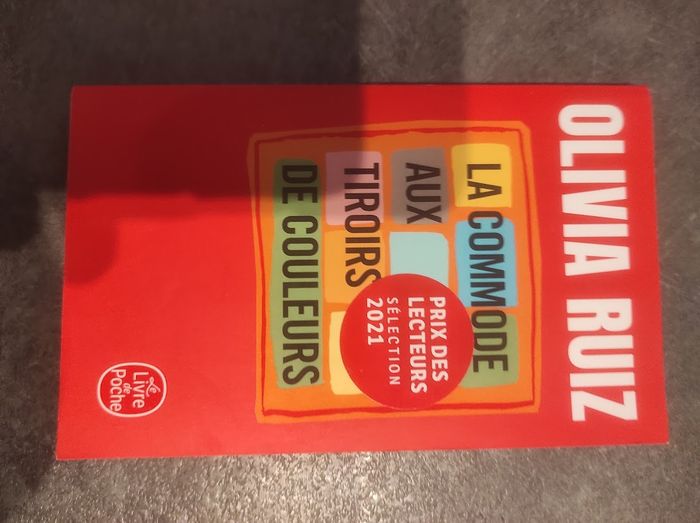 OLIVIA RUIZ
LA COMMODE
AUX
TIROIRS
DE COULEURS
PRIX DES
LECTEURS
SÉLECTION
2021
Le
Livre
de
Poche